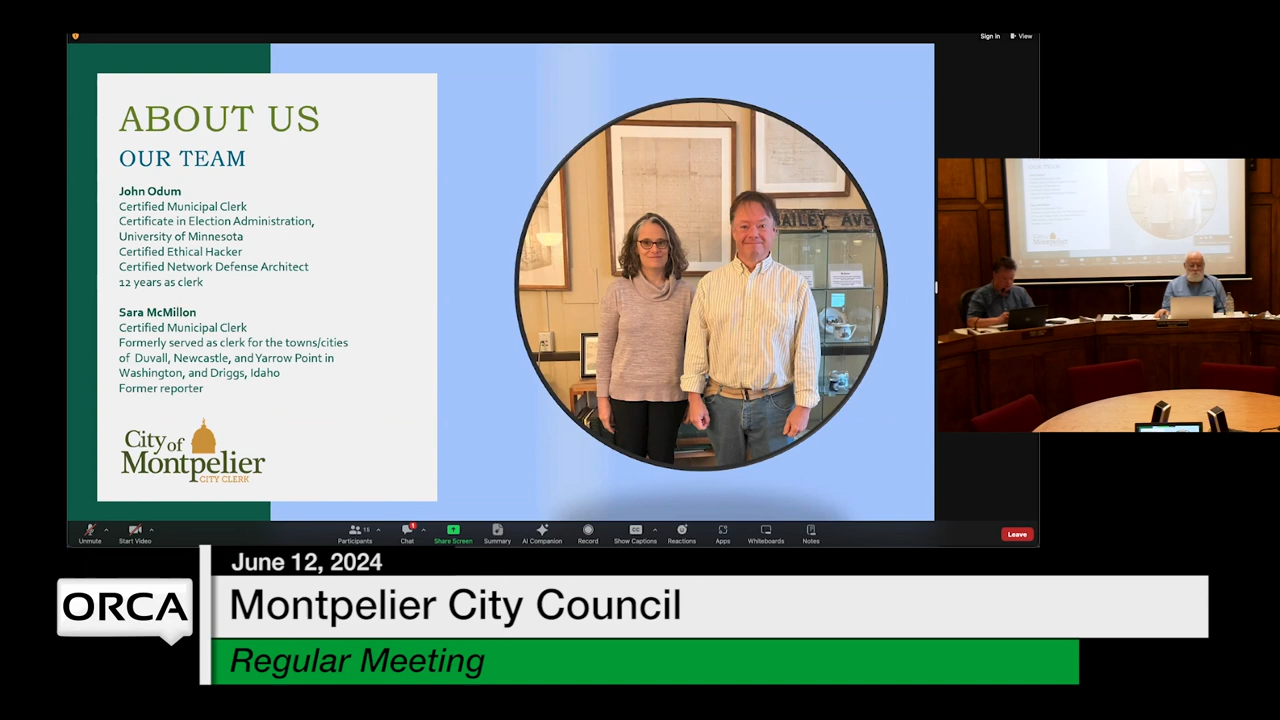 Sign in View
ABOUT US
OUR TEAM
John Odum
Certified Municipal Clerk
Certificate in Election Administration,
University of Minnesota
Certified Ethical Hacker
Certified Network Defense Architect
12 years as clerk
Sara McMillon
Certified Municipal Clerk
Formerly served as clerk for the towns/cities
of Duvall, Newcastle, and Yarrow Point in
Washington, and Driggs, Idaho
Former reporter
City of
Montpelier
CITY CLERK
BAILEY AVE
Unmute Start Video Participants 15 Chat 1 Share Screen Summary AI Companion Record CC Show Captions Reactions Apps Whiteboards Notes Leave
June 12, 2024
ORCA
Montpelier City Council
Regular Meeting